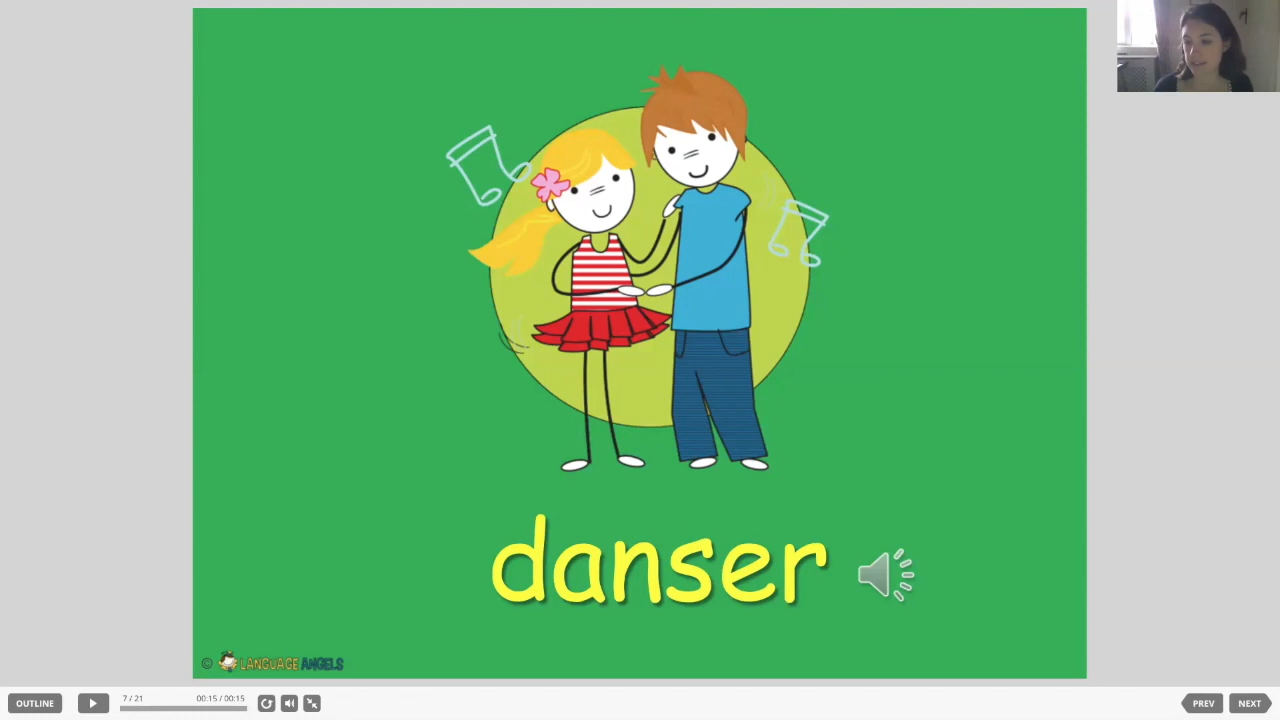 danser
© LANGUAGE ANGELS
OUTLINE
7 / 21
00:15 / 00:15
PREV
NEXT